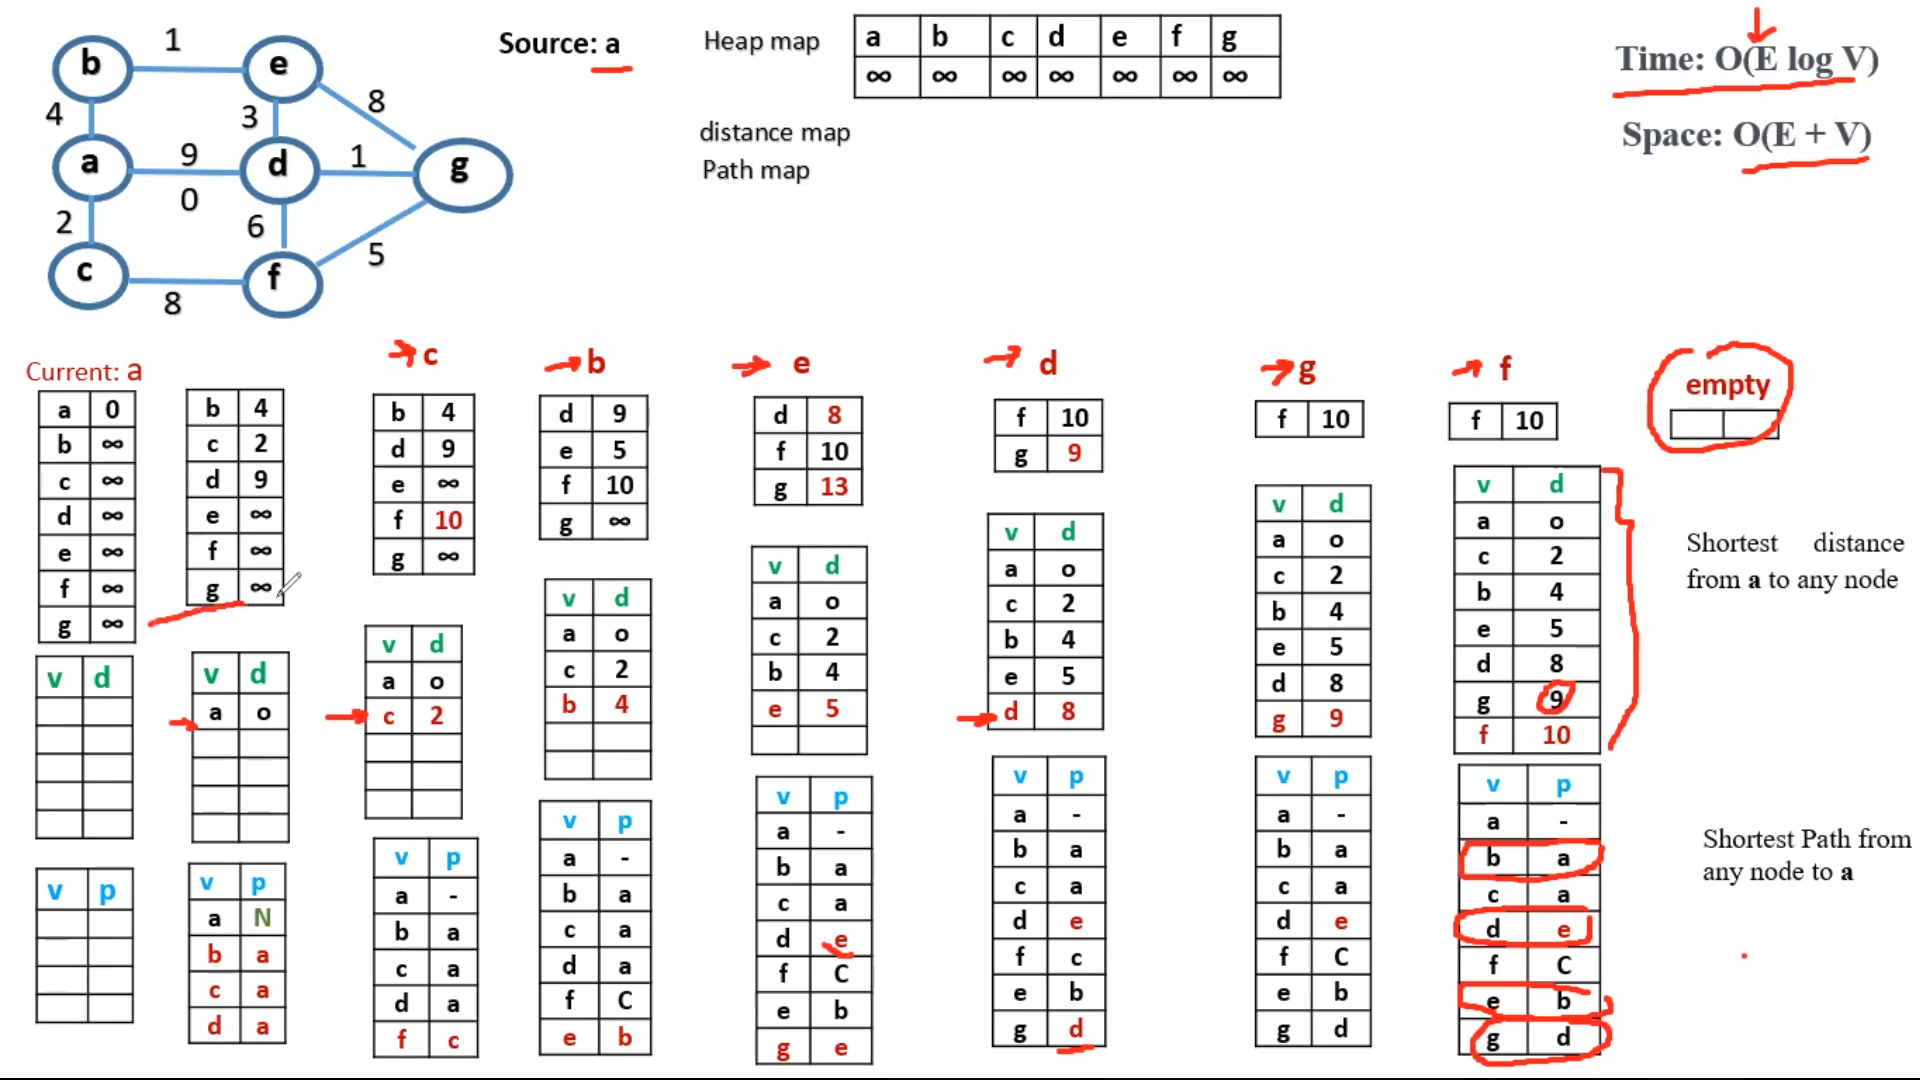 b 1 e
Source: a
Heap map
a b c d e f g
∞ ∞ ∞ ∞ ∞ ∞ ∞
Time: O(E log V)
Space: O(E + V)
distance map
Path map
4 3 8
a 9 d 1 g
0
2 6 5
c 8 f
Current: a
a 0
b ∞
c ∞
d ∞
e ∞
f ∞
g ∞
v d
v p
b 4
c 2
d 9
e ∞
f ∞
g ∞
v d
a o
v p
a N
b a
c a
d a
c
b 4
d 9
e ∞
f 10
g ∞
v d
a o
c 2
v p
a -
b a
c a
d a
f c
b
d 9
e 5
f 10
g ∞
v d
a o
c 2
b 4
v p
a -
b a
c a
d a
f C
e b
e
d 8
f 10
g 13
v d
a o
c 2
b 4
e 5
v p
a -
b a
c a
d e
f C
e b
g e
d
f 10
g 9
v d
a o
c 2
b 4
e 5
d 8
v p
a -
b a
c a
d e
f c
e b
g d
g
f 10
v d
a o
c 2
b 4
e 5
d 8
g 9
v p
a -
b a
c a
d e
f C
e b
g d
f
f 10
v d
a o
c 2
b 4
e 5
d 8
g 9
f 10
v p
a -
b a
c a
d e
f C
e b
g d
empty
Shortest distance
from a to any node
Shortest Path from
any node to a